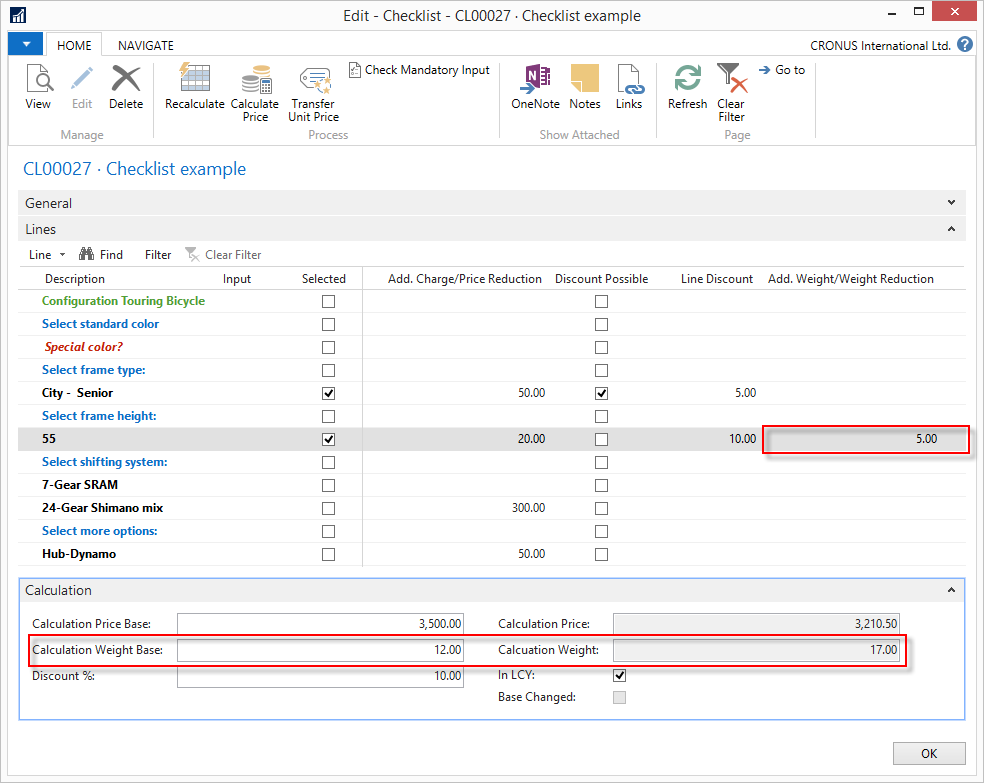 Edit - Checklist - CL00027 · Checklist example
HOME NAVIGATE CRONUS International Ltd. ?
View Edit Delete Recalculate Calculate Price Transfer Unit Price Check Mandatory Input OneNote Notes Links Refresh Clear Filter Go to
Manage Process Show Attached Page
CL00027 · Checklist example
General
Lines
Line Find Filter Clear Filter
Description Input Selected Add. Charge/Price Reduction Discount Possible Line Discount Add. Weight/Weight Reduction
Configuration Touring Bicycle
Select standard color
Special color?
Select frame type:
City - Senior 50.00 5.00
Select frame height:
55 20.00 10.00 5.00
Select shifting system:
7-Gear SRAM
24-Gear Shimano mix 300.00
Select more options:
Hub-Dynamo 50.00
Calculation
Calculation Price Base: 3,500.00 Calculation Price: 3,210.50
Calculation Weight Base: 12.00 Calcuation Weight: 17.00
Discount %: 10.00 In LCY:
Base Changed:
OK